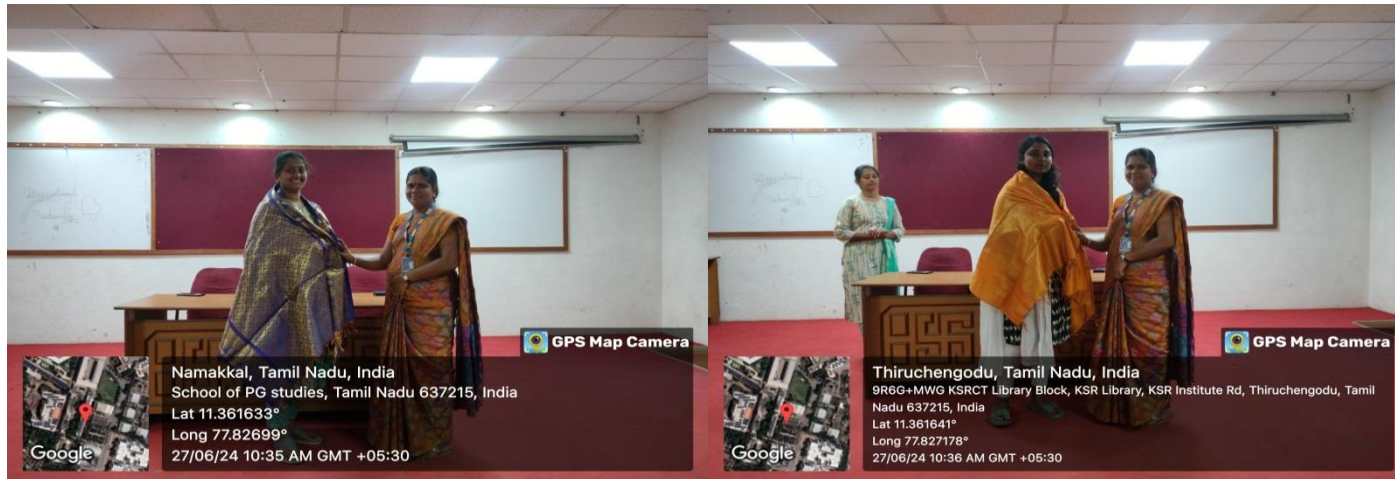 GPS Map Camera
Namakkal, Tamil Nadu, India
School of PG studies, Tamil Nadu 637215, India
Lat 11.361633°
Long 77.82699°
27/06/24 10:35 AM GMT +05:30
Google
GPS Map Camera
Thiruchengodu, Tamil Nadu, India
9R6G+MWG KSRCT Library Block, KSR Library, KSR Institute Rd, Thiruchengodu, Tamil
Nadu 637215, India
Lat 11.361641°
Long 77.827178°
27/06/24 10:36 AM GMT +05:30
Google